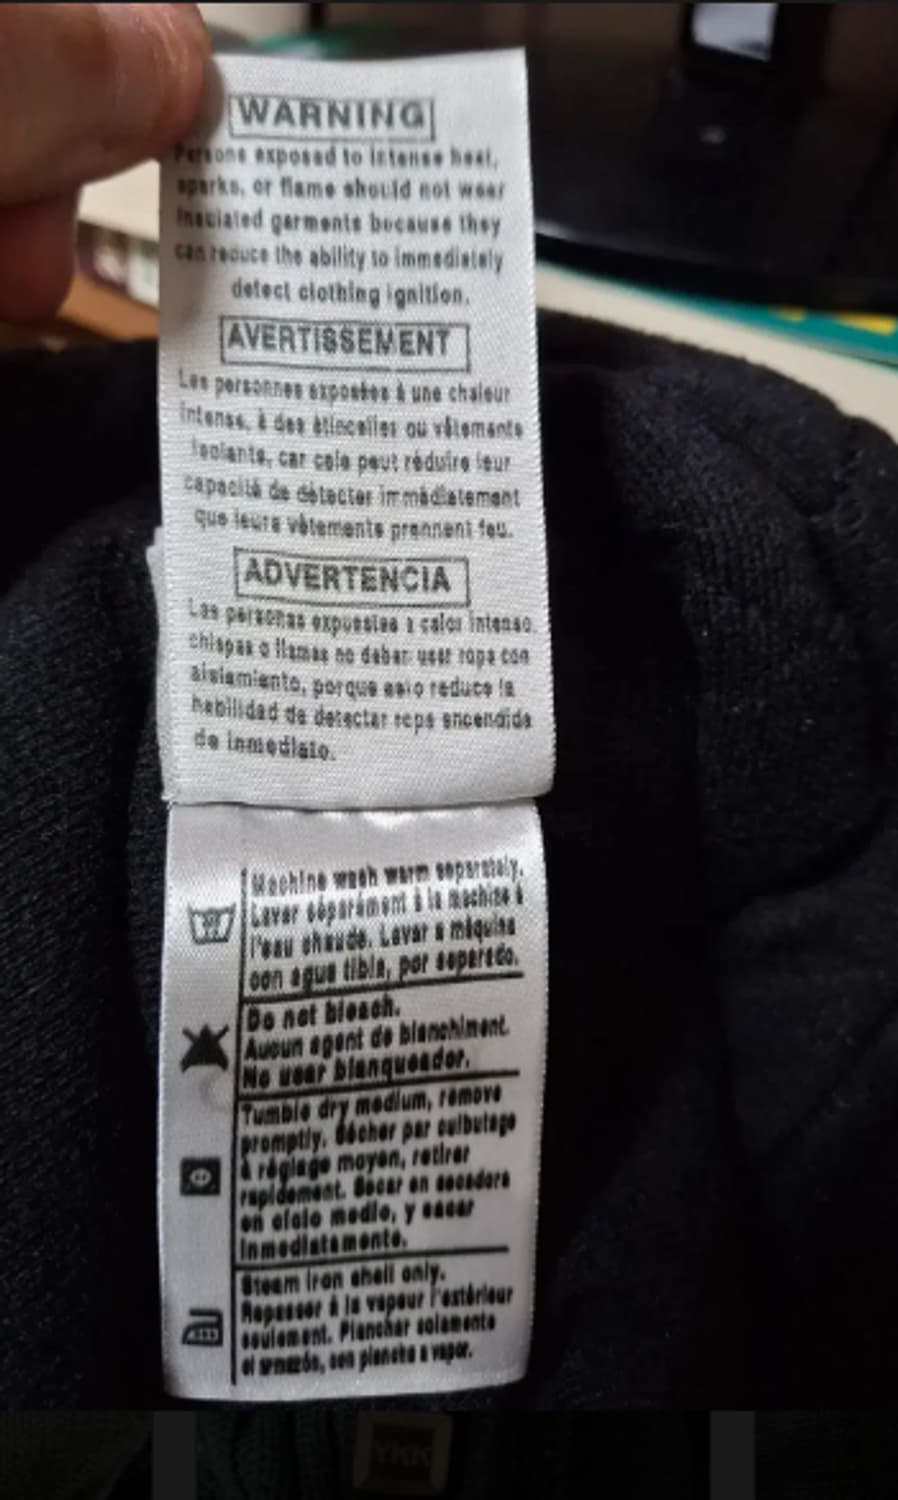 WARNING
Persons exposed to intense heat,
sparks, or flame should not wear
insulated garments because they
can reduce the ability to immediately
detect clothing ignition.
AVERTISSEMENT
Les personnes exposées à une chaleur
intense, à des étincelles ou vêtements
isolants, car cela peut réduire leur
capacité de détecter immédiatement
que leurs vêtements prennent feu.
ADVERTENCIA
Las personas expuestas a calor intenso
chispas o llamas no deben usar ropa con
aislamiento, porque esto reduce la
habilidad de detectar ropa encendida
de inmediato.
Machine wash warm separately.
Laver séparément à la machine à
l'eau chaude. Lavar a máquina
con agua tibia, por separado.
Do not bleach.
Aucun agent de blanchiment.
No usar blanqueador.
Tumble dry medium, remove
promptly. Sécher par culbutage
à réglage moyen, retirer
rapidement. Secar en secadora
en ciclo medio, y sacar
inmediatamente.
Steam iron shell only.
Repasser à la vapeur l'extérieur
seulement. Planchar solamente
el armazón, con plancha a vapor.
YKK